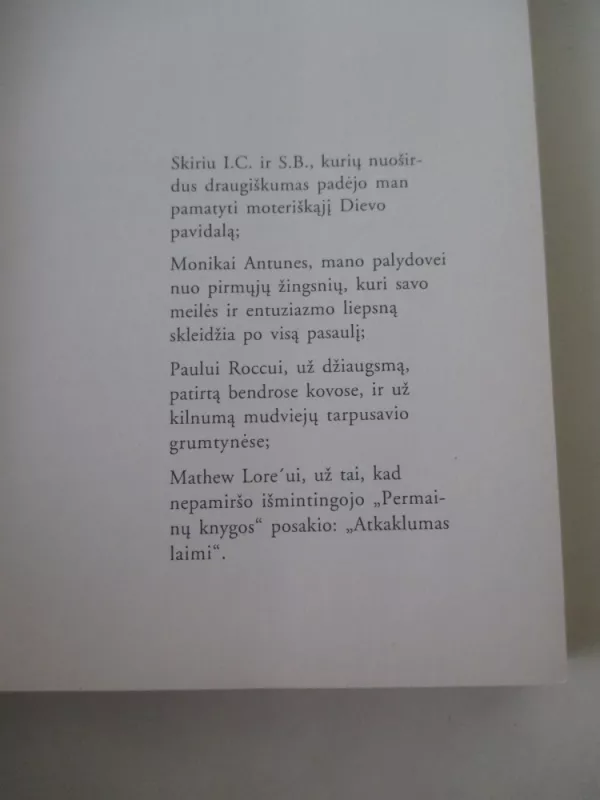 Skiriu I.C. ir S.B., kurių nuošir-
dus draugiškumas padėjo man
pamatyti moteriškąjį Dievo
pavidalą;
Monikai Antunes, mano palydovei
nuo pirmųjų žingsnių, kuri savo
meilės ir entuziazmo liepsną
skleidžia po visą pasaulį;
Paului Roccui, už džiaugsmą,
patirtą bendrose kovose, ir už
kilnumą mudviejų tarpusavio
grumtynėse;
Mathew Lore´ui, už tai, kad
nepamiršo išmintingojo „Permai-
nų knygos“ posakio: „Atkaklumas
laimi“.